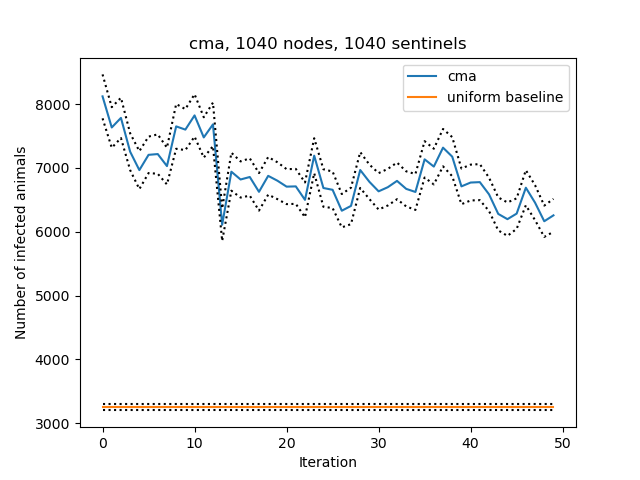 cma, 1040 nodes, 1040 sentinels
cma
uniform baseline
Number of infected animals
8000
7000
6000
5000
4000
3000
0 10 20 30 40 50
Iteration